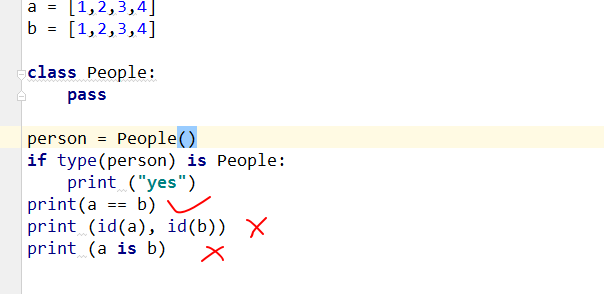 a = [1,2,3,4]
b = [1,2,3,4]
class People:
    pass
person = People()
if type(person) is People:
    print ("yes")
print(a == b)
print (id(a), id(b))
print (a is b)